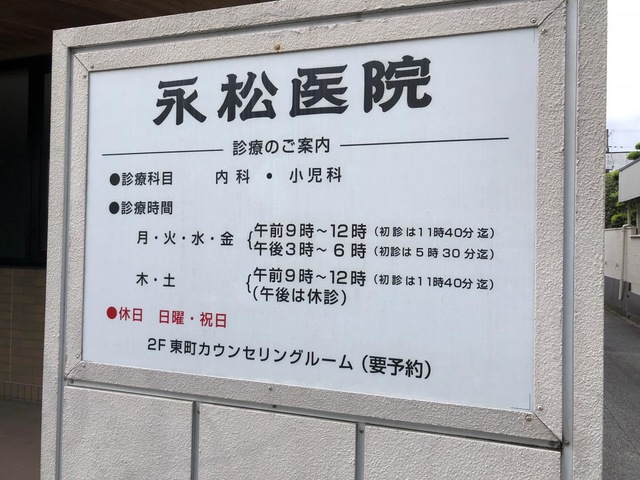 永松医院
診療のご案内
●診療科目 内科・小児科
●診療時間
月・火・水・金 午前9時~12時(初診は11時40分迄)
午後3時~6時(初診は5時30分迄)
木・土 午前9時~12時(初診は11時40分迄)
(午後は休診)
●休日 日曜・祝日
2F東町カウンセリングルーム(要予約)